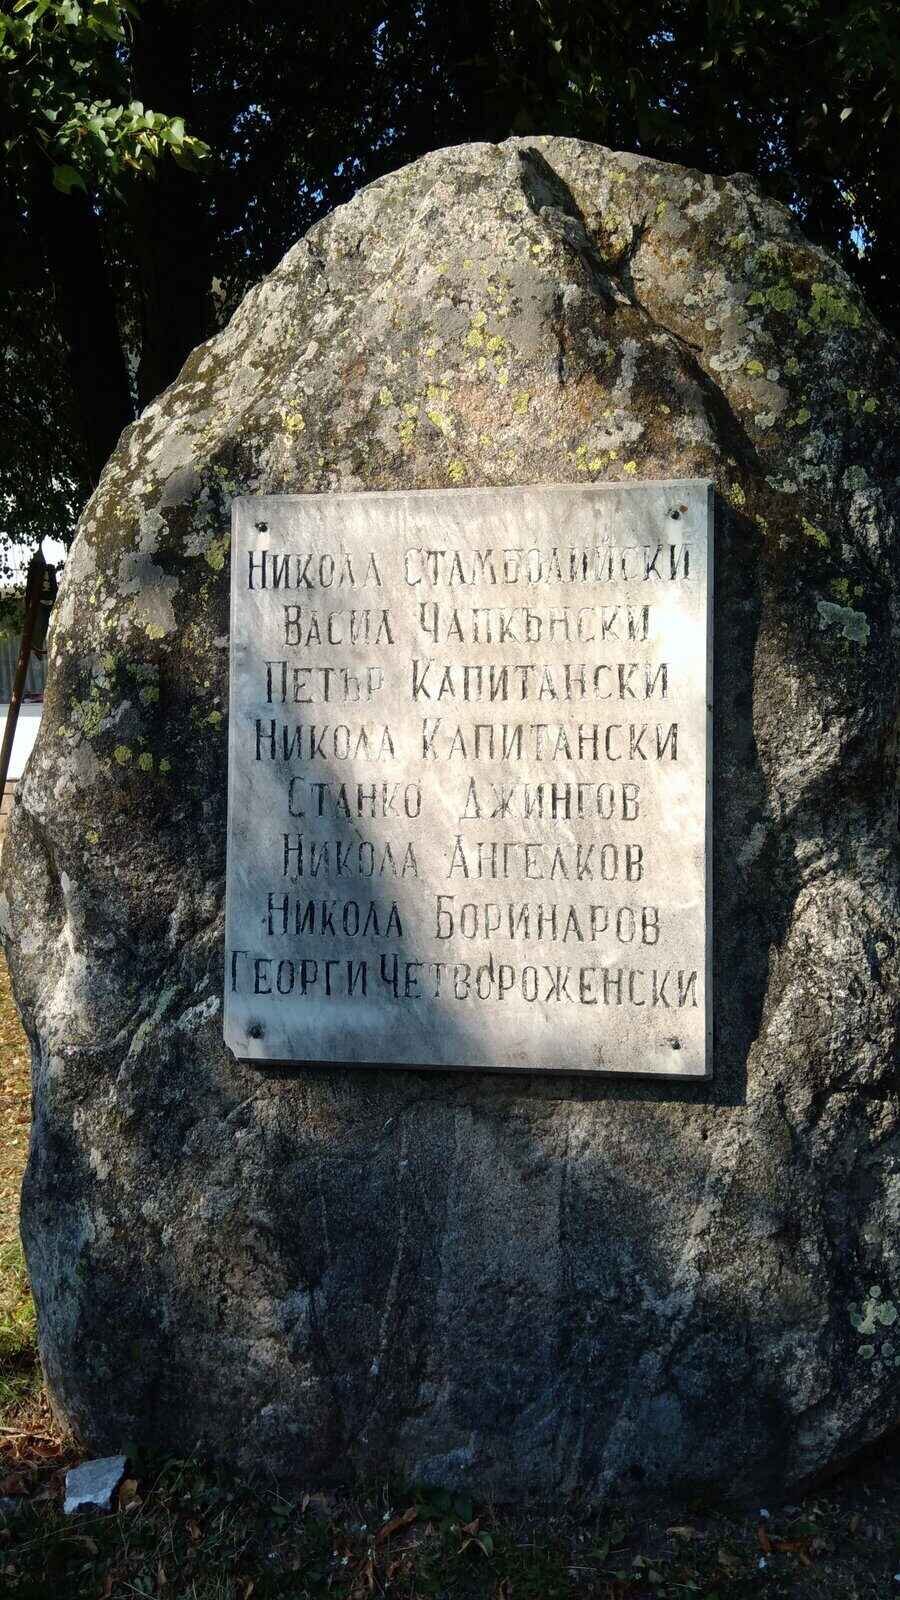 Никола Стамболийски
Васил Чапкънски
Петър Капитански
Никола Капитански
Станко Джингов
Никола Ангелков
Никола Боринаров
Георги Четвороженски